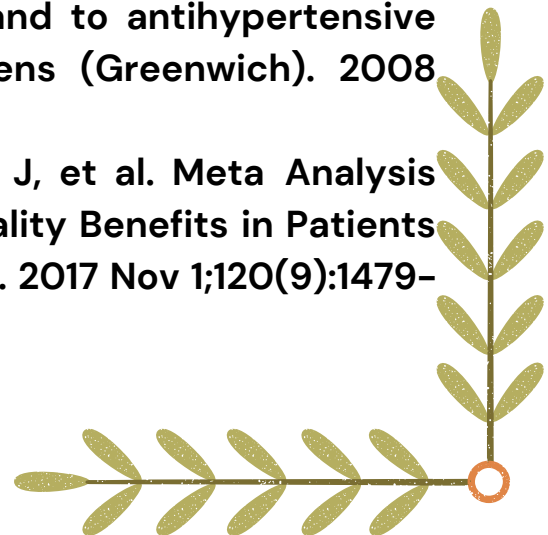 and to antihypertensive
ens (Greenwich). 2008
J, et al. Meta Analysis
ality Benefits in Patients
. 2017 Nov 1;120(9):1479-